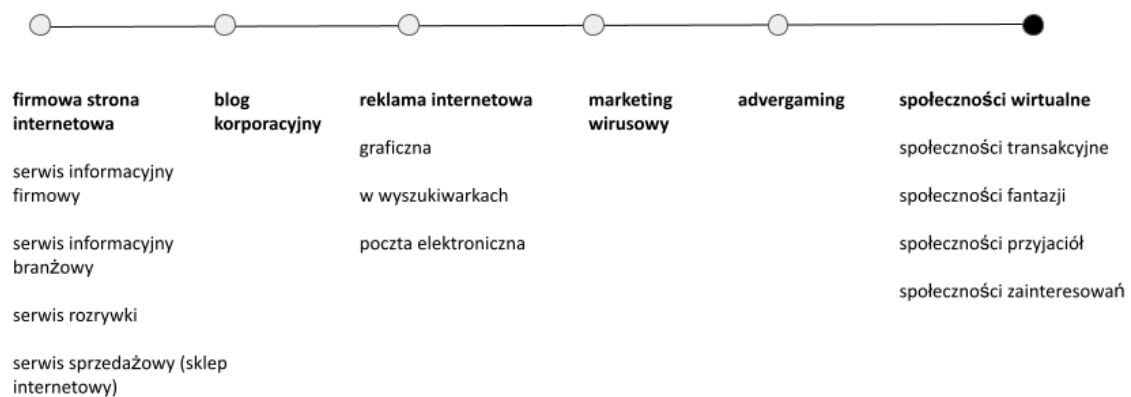 firmowa strona
internetowa
serwis informacyjny
firmowy
serwis informacyjny
branżowy
serwis rozrywki
serwis sprzedażowy (sklep
internetowy)
blog
korporacyjny
reklama internetowa
graficzna
w wyszukiwarkach
poczta elektroniczna
marketing
wirusowy
advergaming
społeczności wirtualne
społeczności transakcyjne
społeczności fantazji
społeczności przyjaciół
społeczności zainteresowań